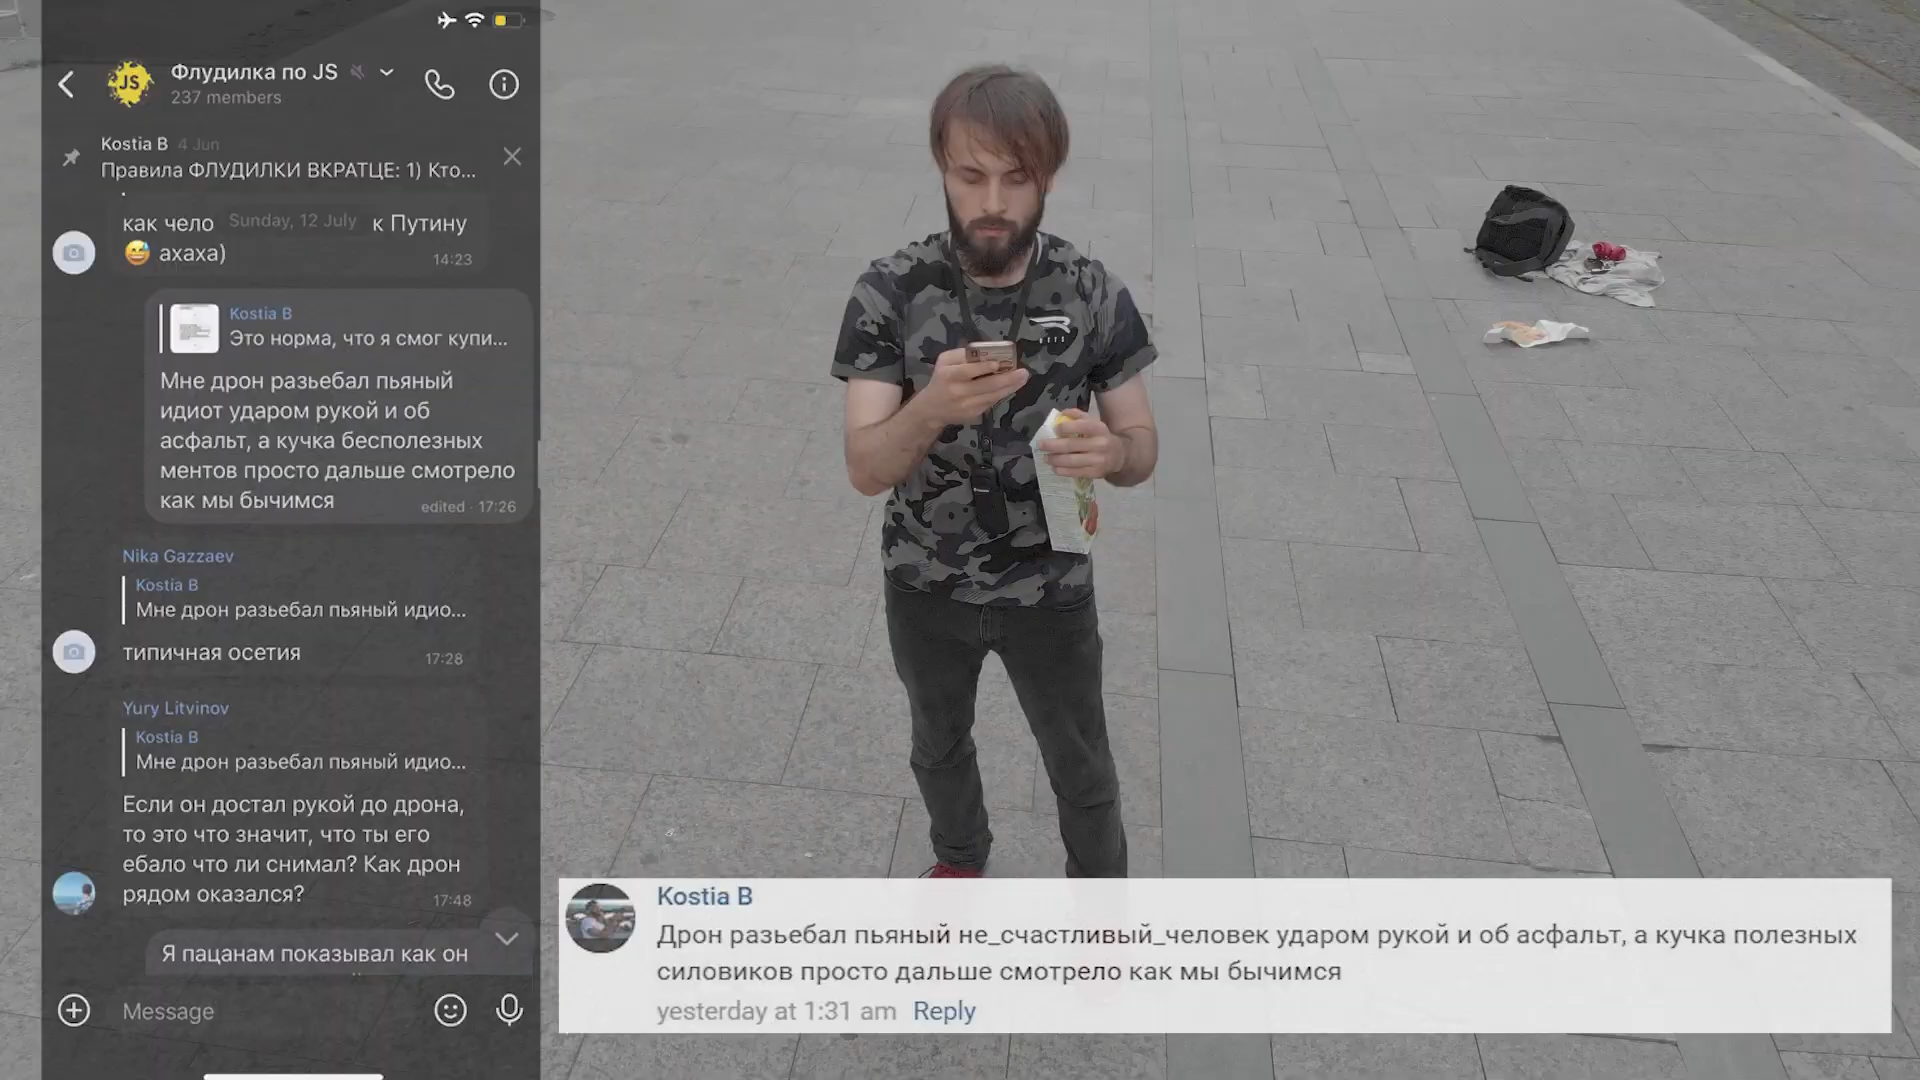 JS
Флудилка по JS
237 members
Kostia B 4 Jun
Правила ФЛУДИЛКИ ВКРАТЦЕ: 1) Кто...
как чело Sunday, 12 July к Путину
😅 ахаха)
14:23
Kostia B
Это норма, что я смог купи...
Мне дрон разьебал пьяный
идиот ударом рукой и об
асфальт, а кучка бесполезных
ментов просто дальше смотрело
как мы бычимся
edited · 17:26
Nika Gazzaev
Kostia B
Мне дрон разьебал пьяный идио...
типичная осетия
17:28
Yury Litvinov
Kostia B
Мне дрон разьебал пьяный идио...
Если он достал рукой до дрона,
то это что значит, что ты его
ебало что ли снимал? Как дрон
рядом оказался?
17:48
Я пацанам показывал как он
Message
Kostia B
Дрон разьебал пьяный не_счастливый_человек ударом рукой и об асфальт, а кучка полезных
силовиков просто дальше смотрело как мы бычимся
yesterday at 1:31 am Reply